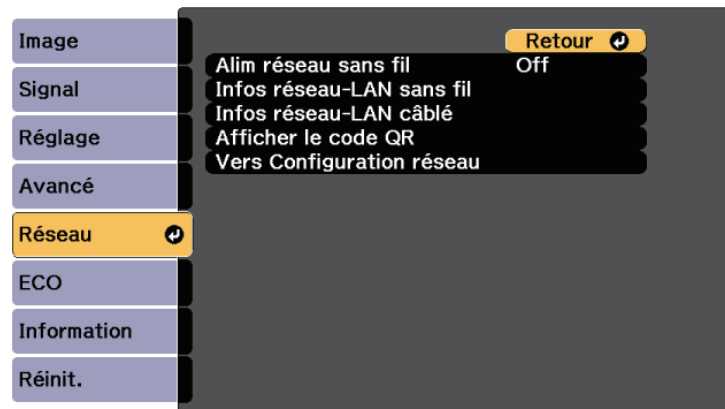 Image
Signal
Réglage
Avancé
Réseau
ECO
Information
Réinit.
Retour
Alim réseau sans fil Off
Infos réseau-LAN sans fil
Infos réseau-LAN câblé
Afficher le code QR
Vers Configuration réseau